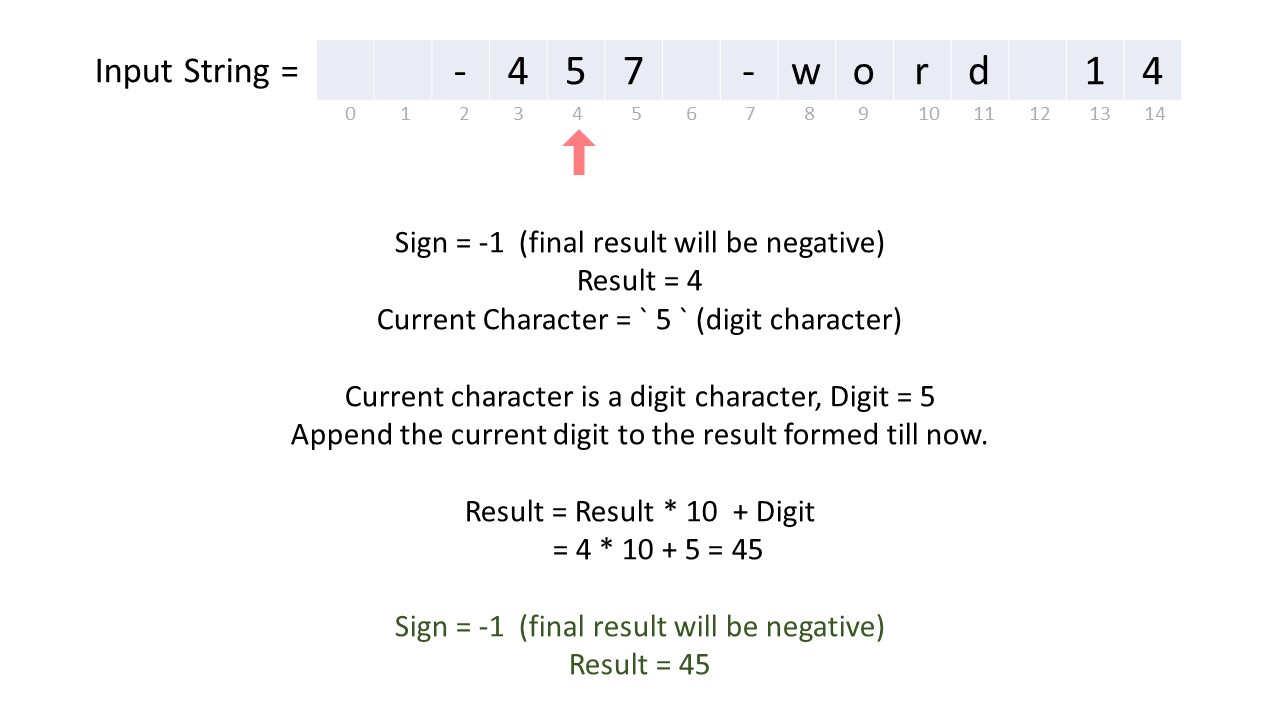 Input String = - 4 5 7 - w o r d 1 4
0 1 2 3 4 5 6 7 8 9 10 11 12 13 14
Sign = -1 (final result will be negative)
Result = 4
Current Character = ` 5 ` (digit character)
Current character is a digit character, Digit = 5
Append the current digit to the result formed till now.
Result = Result * 10 + Digit
= 4 * 10 + 5 = 45
Sign = -1 (final result will be negative)
Result = 45